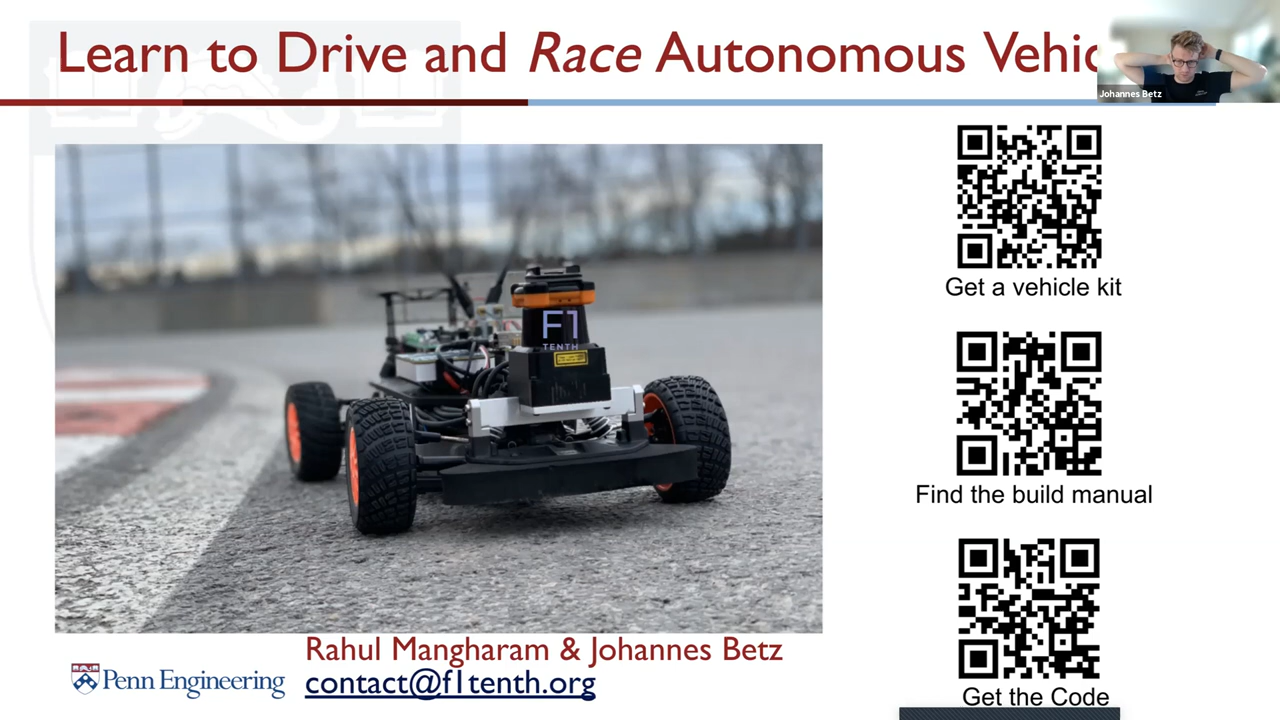 Learn to Drive and Race Autonomous Vehic
Johannes Betz
F1
TENTH
Get a vehicle kit
Find the build manual
Get the Code
Rahul Mangharam & Johannes Betz
Penn Engineering
contact@f1tenth.org